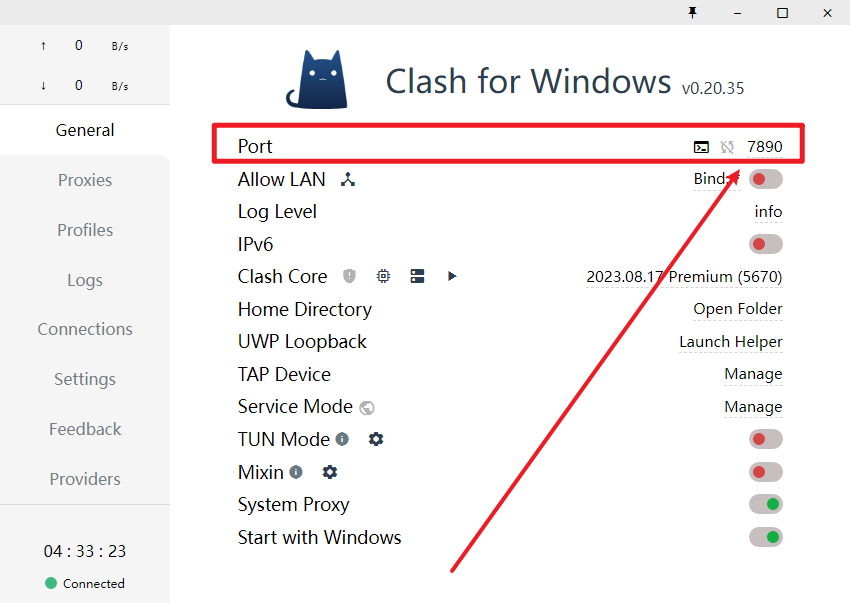 ↑ 0 B/s
↓ 0 B/s
General
Proxies
Profiles
Logs
Connections
Settings
Feedback
Providers
04 : 33 : 23
Connected
Clash for Windows v0.20.35
Port 7890
Allow LAN Bind: *
Log Level info
IPv6
Clash Core 2023.08.17 Premium (5670)
Home Directory Open Folder
UWP Loopback Launch Helper
TAP Device Manage
Service Mode Manage
TUN Mode
Mixin
System Proxy
Start with Windows